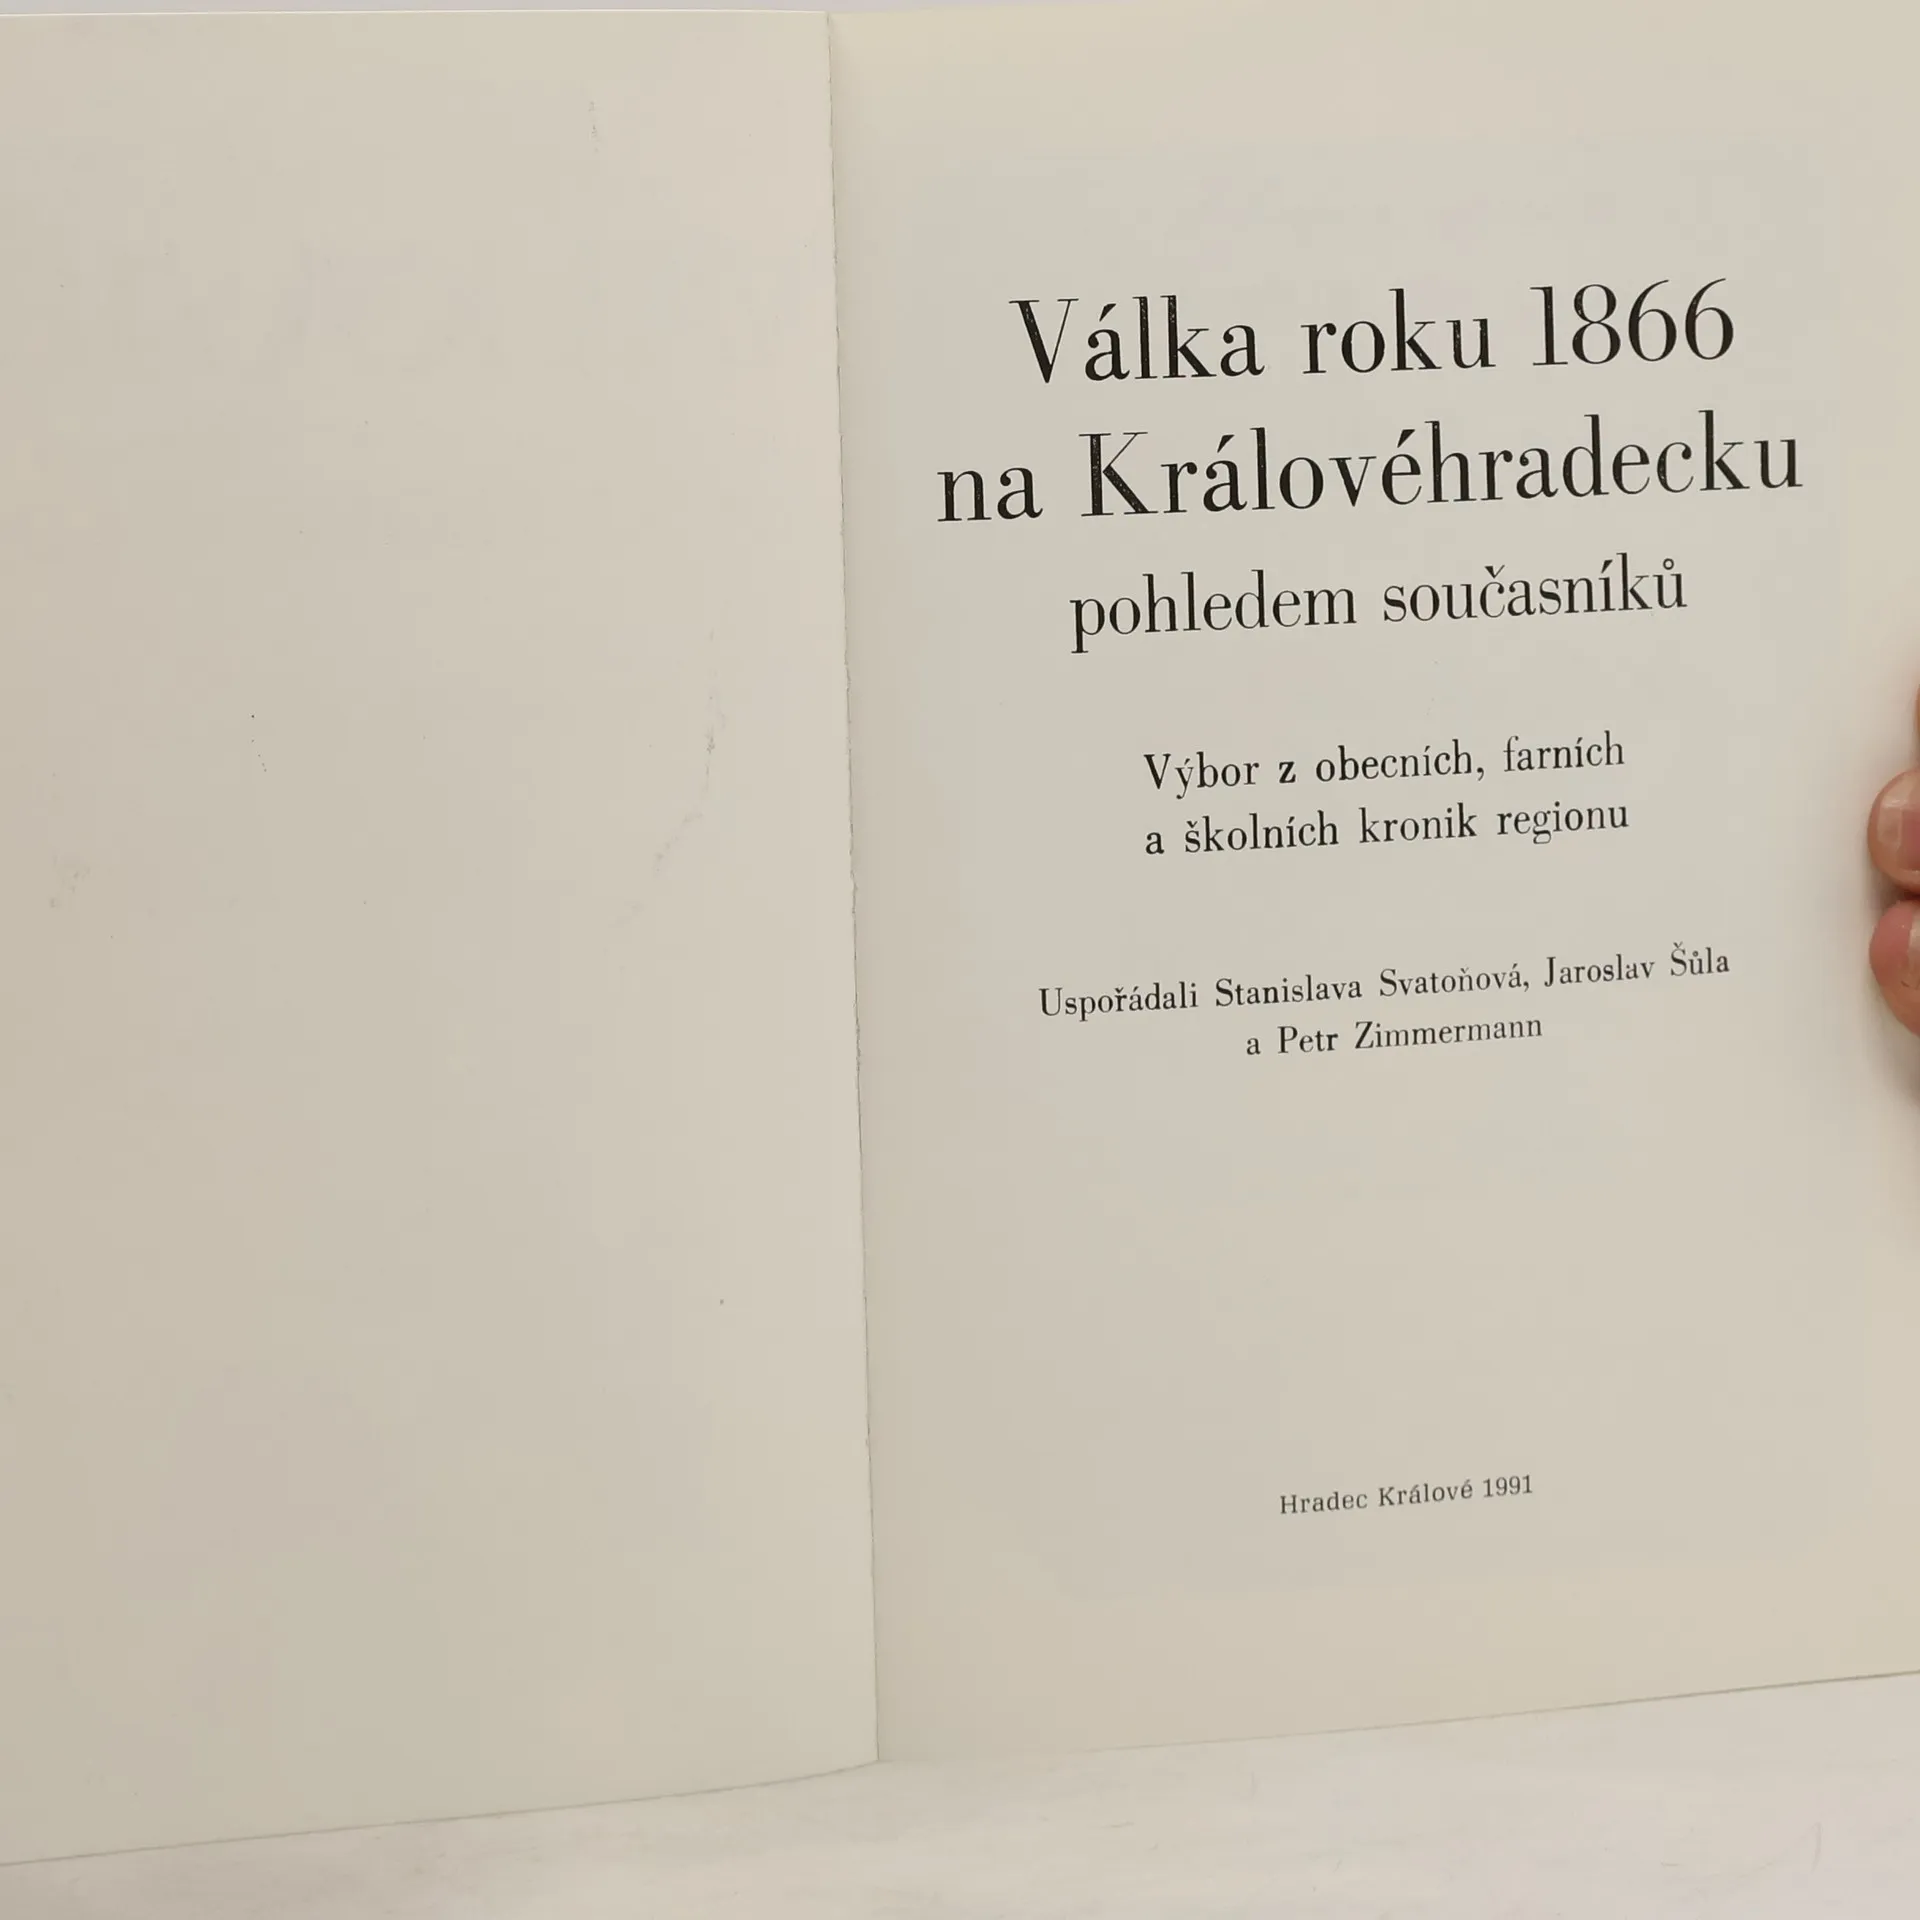 Válka roku 1866
na Královéhradecku
pohledem současníků
Výbor z obecních, farních
a školních kronik regionu
Uspořádali Stanislava Svatoňová, Jaroslav Šůla
a Petr Zimmermann
Hradec Králové 1991